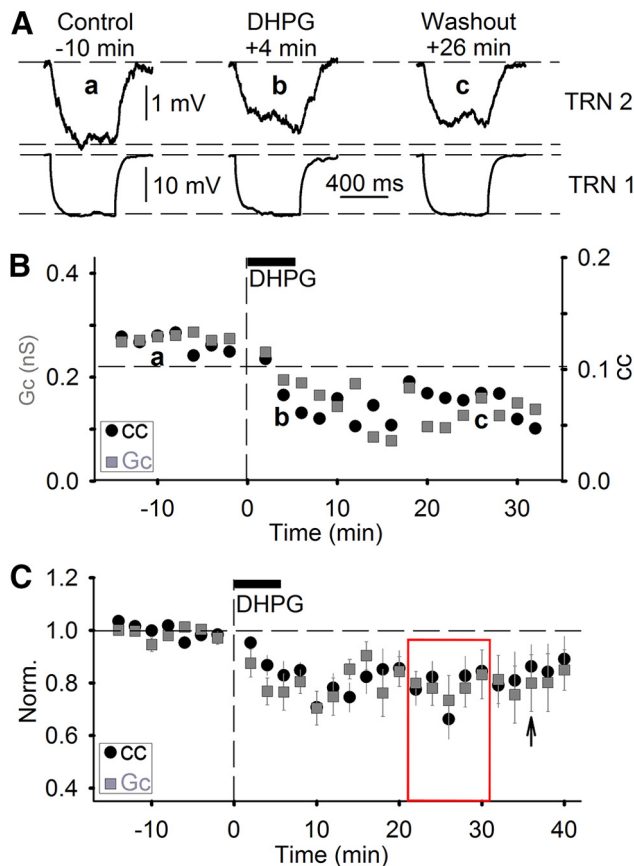 A
Control
-10 min
DHPG
+4 min
Washout
+26 min
a
b
c
1 mV
TRN 2
10 mV
400 ms
TRN 1
B
DHPG
0.4
0.2
0.0
Gc (nS)
0.2
0.1
0.0
cc
a
b
c
cc
Gc
-10 0 10 20 30
Time (min)
C
DHPG
1.2
1.0
0.8
0.6
0.4
Norm.
cc
Gc
-10 0 10 20 30 40
Time (min)